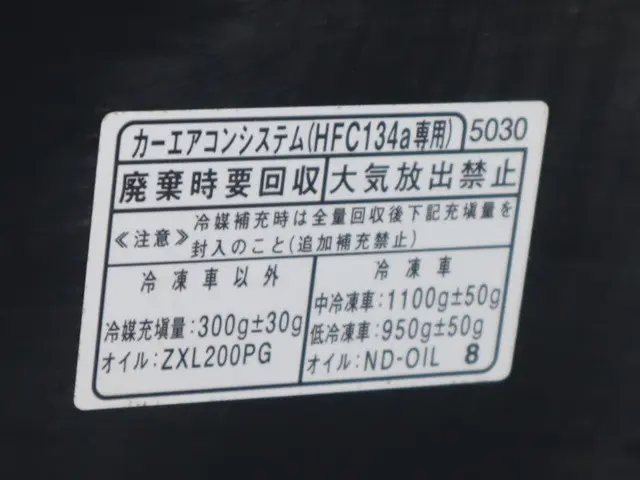 カーエアコンシステム(HFC134a専用) 5030
廃棄時要回収 大気放出禁止
≪注意≫ 冷媒補充時は全量回収後下記充填量を
封入のこと(追加補充禁止)
冷凍車以外
冷媒充填量:300g±30g
オイル:ZXL200PG
冷凍車
中冷凍車:1100g±50g
低冷凍車:950g±50g
オイル:ND-OIL 8